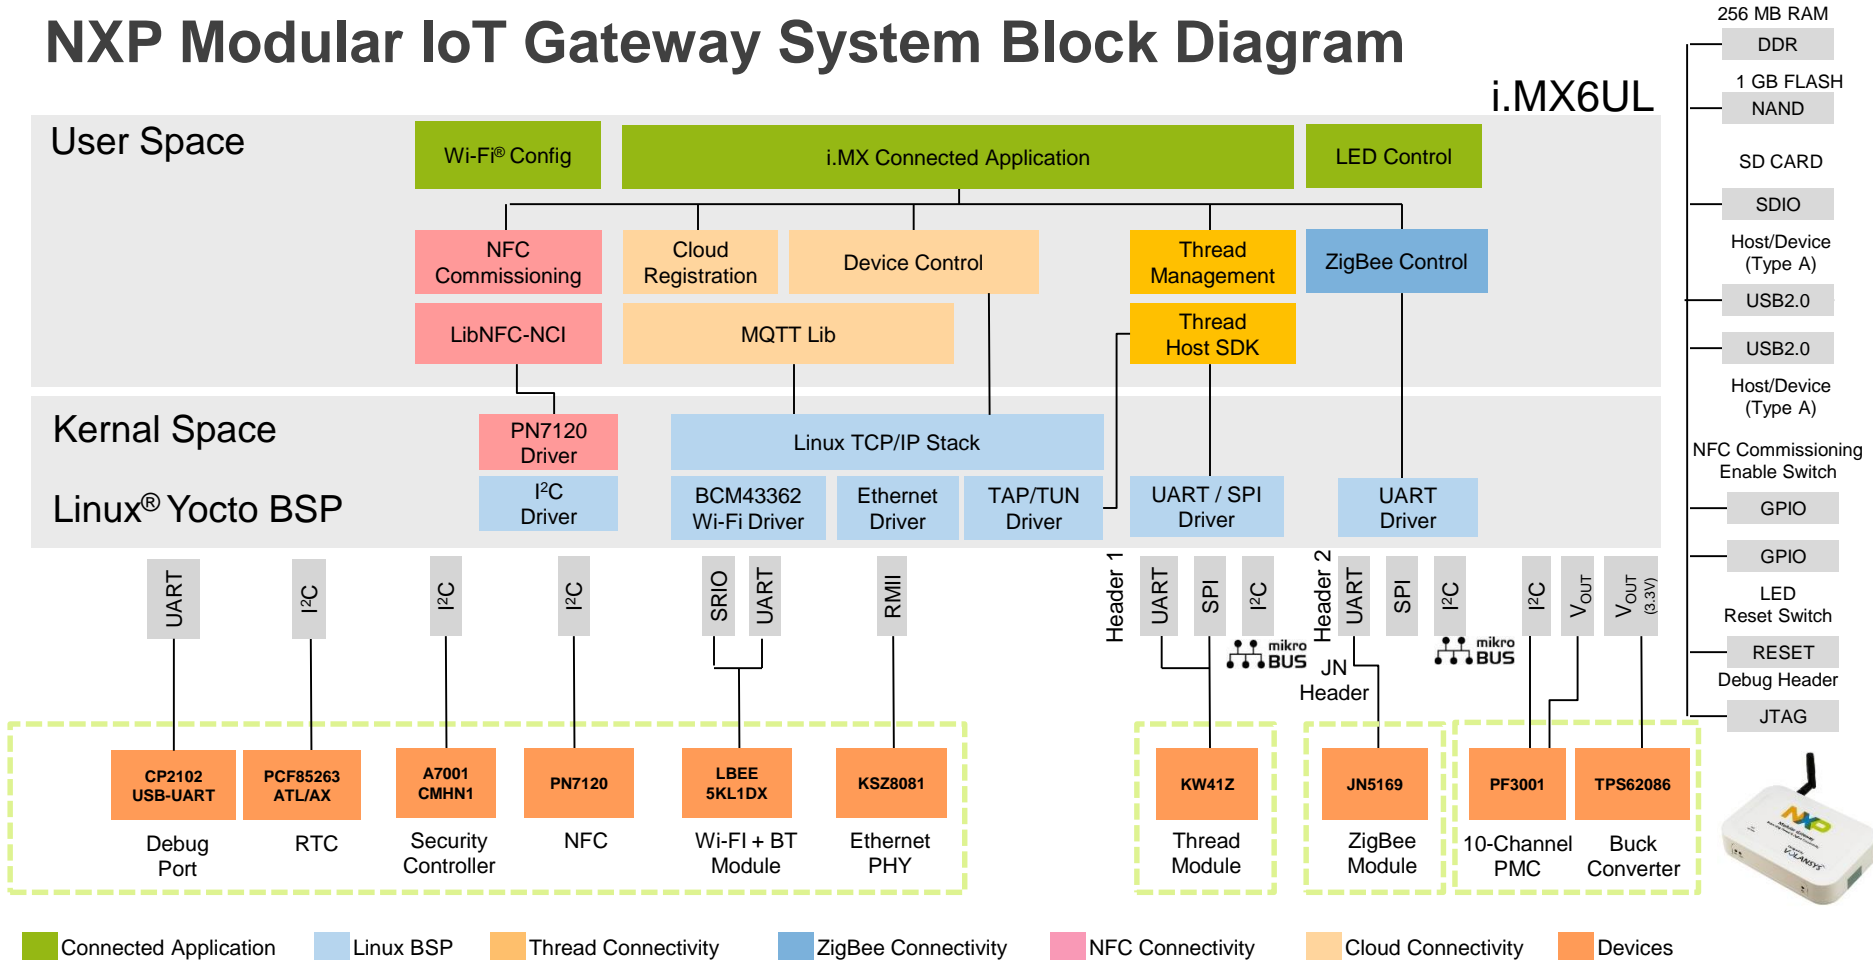 NXP Modular IoT Gateway System Block Diagram
i.MX6UL
User Space
Wi-Fi® Config
i.MX Connected Application
LED Control
NFC
Commissioning
Cloud
Registration
Device Control
Thread
Management
ZigBee Control
LibNFC-NCI
MQTT Lib
Thread
Host SDK
Kernal Space
Linux® Yocto BSP
PN7120
Driver
Linux TCP/IP Stack
I²C
Driver
BCM43362
Wi-Fi Driver
Ethernet
Driver
TAP/TUN
Driver
UART / SPI
Driver
UART
Driver
UART
I²C
I²C
I²C
SRIO
UART
RMII
Header 1
UART
SPI
I²C
mikro
BUS
Header 2
UART
SPI
I²C
mikro
BUS
JN
Header
I²C
VOUT
VOUT
(3.3V)
CP2102
USB-UART
Debug
Port
PCF85263
ATL/AX
RTC
A7001
CMHN1
Security
Controller
PN7120
NFC
LBEE
5KL1DX
Wi-FI + BT
Module
KSZ8081
Ethernet
PHY
KW41Z
Thread
Module
JN5169
ZigBee
Module
PF3001
10-Channel
PMC
TPS62086
Buck
Converter
256 MB RAM
DDR
1 GB FLASH
NAND
SD CARD
SDIO
Host/Device
(Type A)
USB2.0
USB2.0
Host/Device
(Type A)
NFC Commissioning
Enable Switch
GPIO
GPIO
LED
Reset Switch
RESET
Debug Header
JTAG
NXP
Modular Gateway
VOLANSYS
Connected Application
Linux BSP
Thread Connectivity
ZigBee Connectivity
NFC Connectivity
Cloud Connectivity
Devices